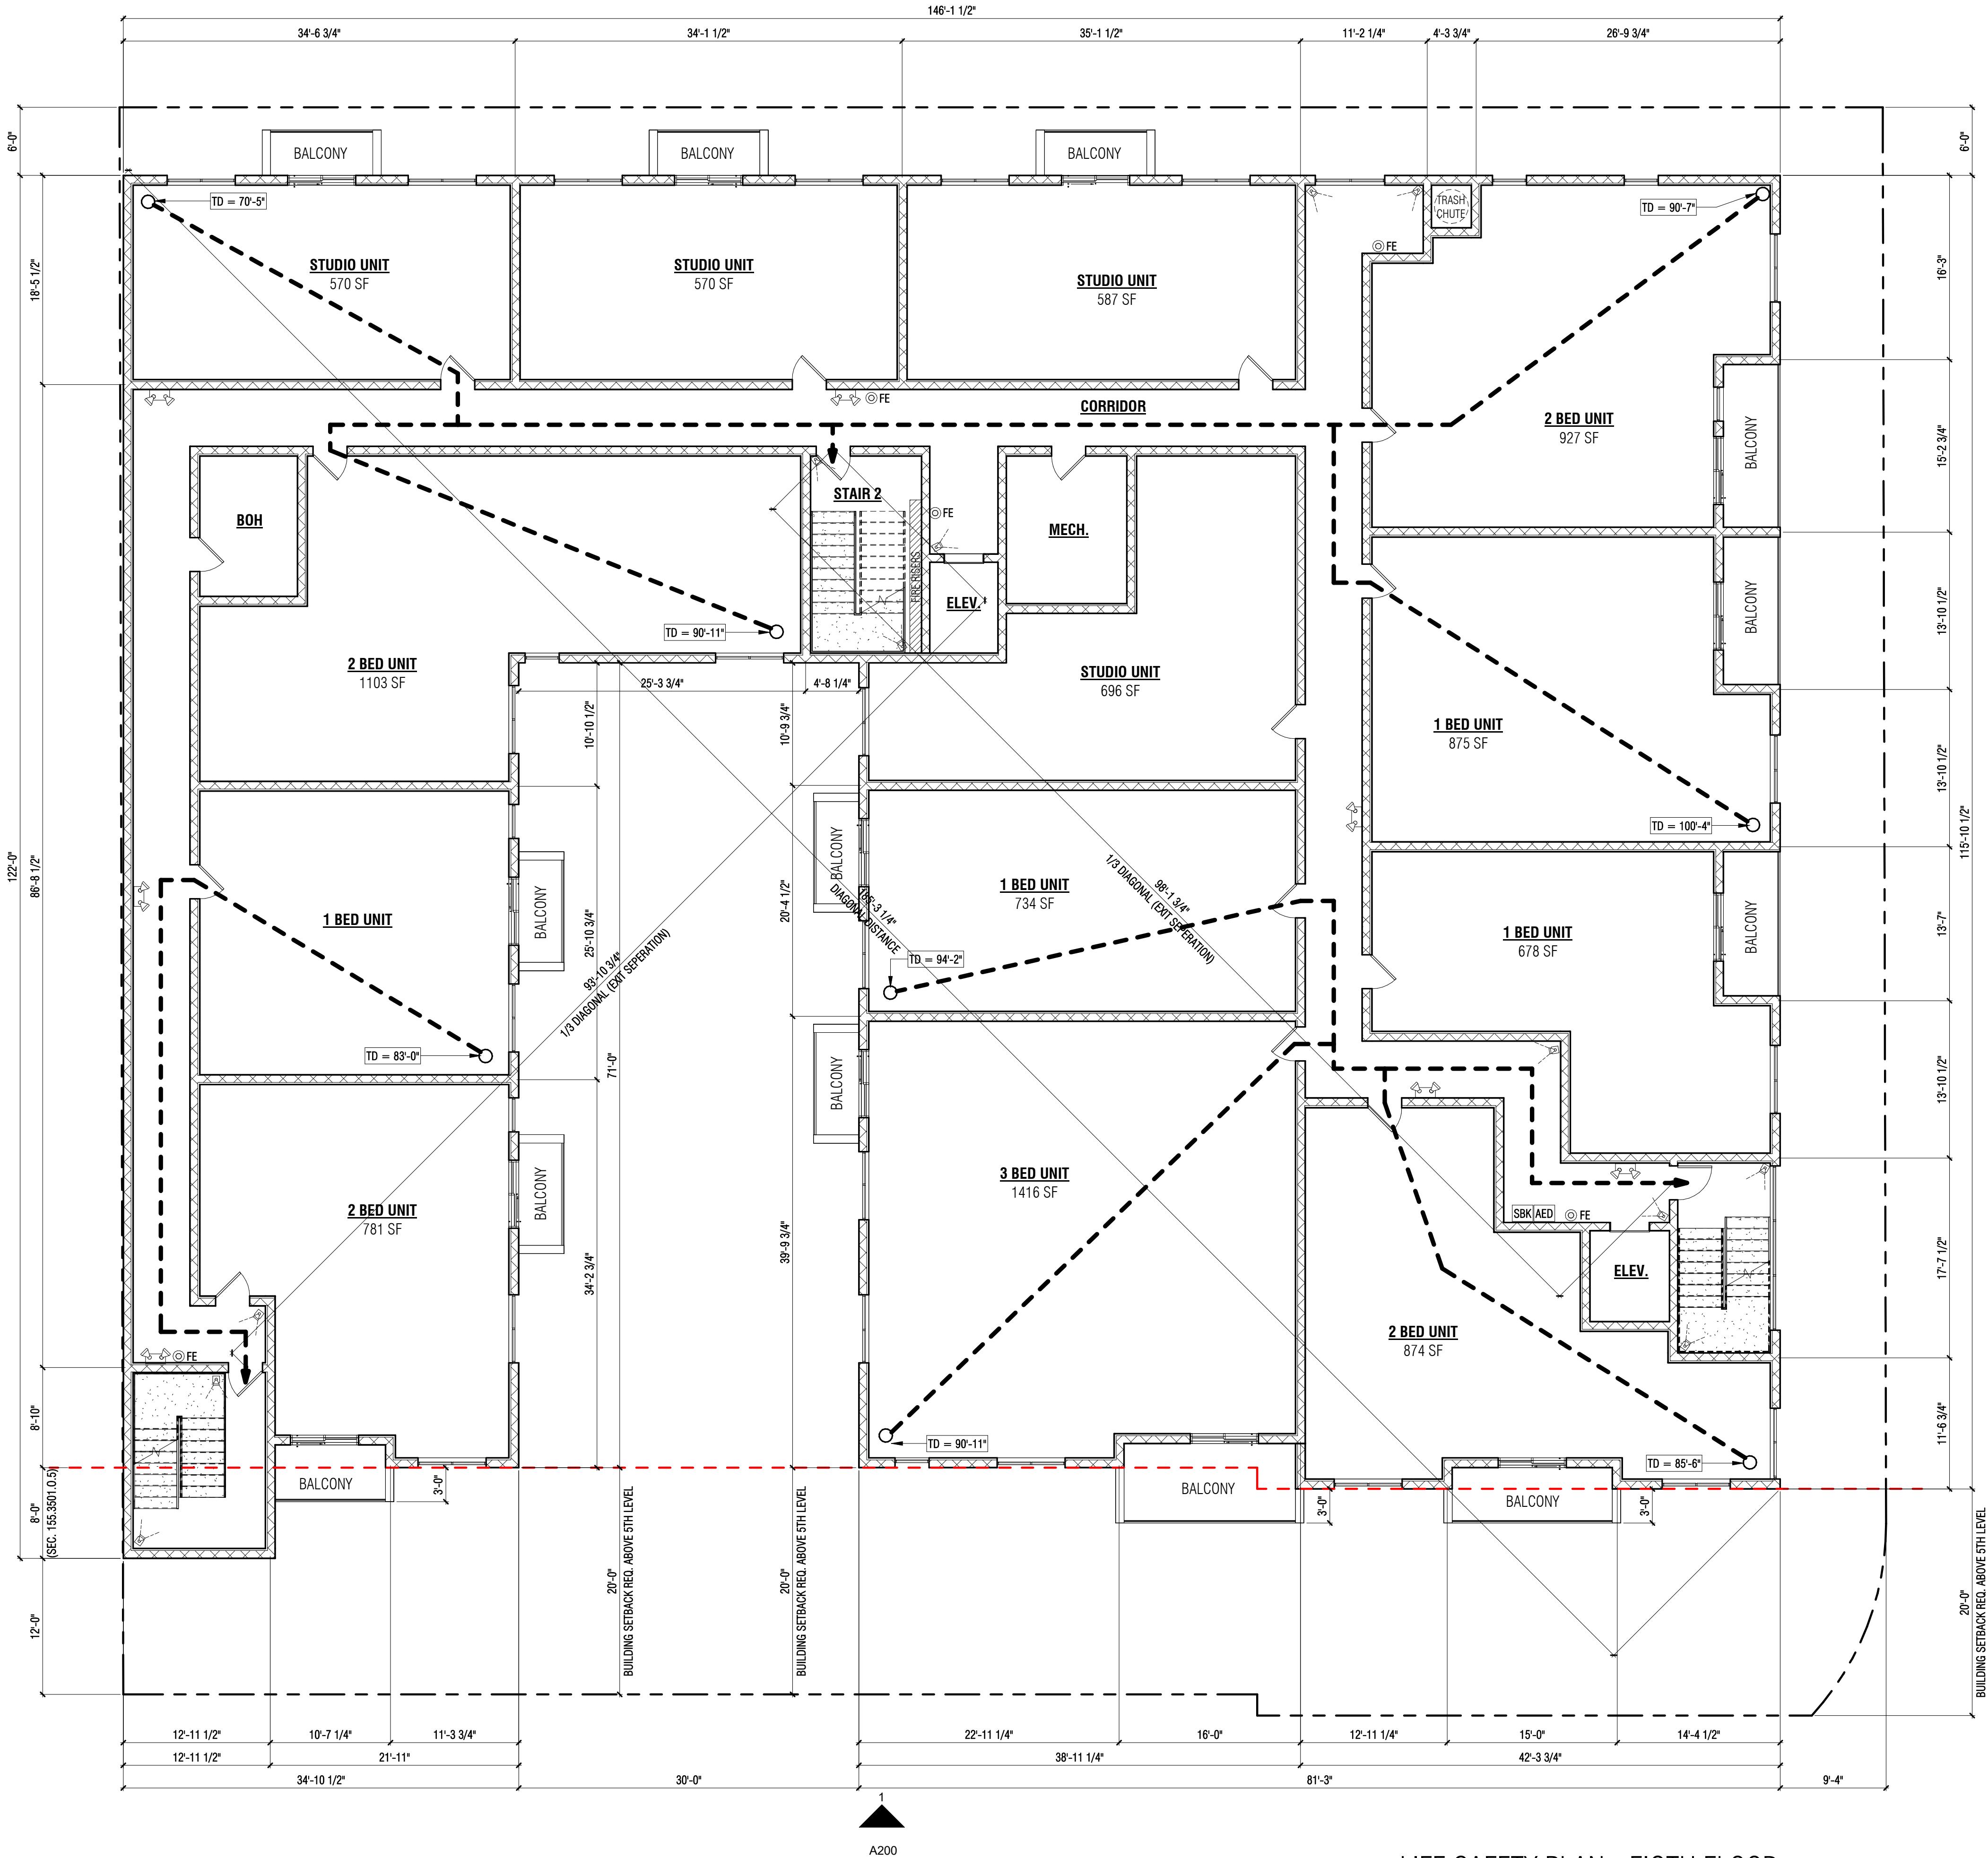 146'-1 1/2"
34'-6 3/4"
34'-1 1/2"
35'-1 1/2"
11'-2 1/4"
4'-3 3/4"
26'-9 3/4"
6'-0"
6'-0"
BALCONY
BALCONY
BALCONY
TD = 70'-5"
TRASH
CHUTE
TD = 90'-7"
FE
18'-5 1/2"
16'-3"
STUDIO UNIT
570 SF
STUDIO UNIT
570 SF
STUDIO UNIT
587 SF
FE
CORRIDOR
2 BED UNIT
927 SF
BALCONY
15'-2 3/4"
STAIR 2
FE
BOH
MECH.
FIRE RISERS
ELEV.
BALCONY
13'-10 1/2"
TD = 90'-11"
2 BED UNIT
1103 SF
25'-3 3/4"
4'-8 1/4"
STUDIO UNIT
696 SF
10'-10 1/2"
10'-9 3/4"
1 BED UNIT
875 SF
13'-10 1/2"
TD = 100'-4"
122'-0"
86'-8 1/2"
115'-10 1/2"
BALCONY
165'-3 1/4"
DIAGONAL DISTANCE
98'-1 3/4"
1/3 DIAGONAL (EXIT SEPERATION)
1 BED UNIT
734 SF
20'-4 1/2"
1 BED UNIT
BALCONY
25'-10 3/4"
93'-10 3/4"
1/3 DIAGONAL (EXIT SEPERATION)
1 BED UNIT
678 SF
BALCONY
13'-7"
TD = 94'-2"
TD = 83'-0"
71'-0"
BALCONY
13'-10 1/2"
3 BED UNIT
1416 SF
2 BED UNIT
781 SF
BALCONY
34'-2 3/4"
39'-9 3/4"
SBK
AED
FE
17'-7 1/2"
ELEV.
2 BED UNIT
874 SF
FE
8'-10"
11'-6 3/4"
TD = 90'-11"
TD = 85'-6"
BALCONY
3'-0"
BALCONY
3'-0"
BALCONY
3'-0"
8'-0"
(SEC. 155.3501.0.5)
12'-0"
20'-0"
BUILDING SETBACK REQ. ABOVE 5TH LEVEL
20'-0"
BUILDING SETBACK REQ. ABOVE 5TH LEVEL
20'-0"
BUILDING SETBACK REQ. ABOVE 5TH LEVEL
12'-11 1/2"
10'-7 1/4"
11'-3 3/4"
22'-11 1/4"
16'-0"
12'-11 1/4"
15'-0"
14'-4 1/2"
12'-11 1/2"
21'-11"
38'-11 1/4"
42'-3 3/4"
34'-10 1/2"
30'-0"
81'-3"
9'-4"
1
A200